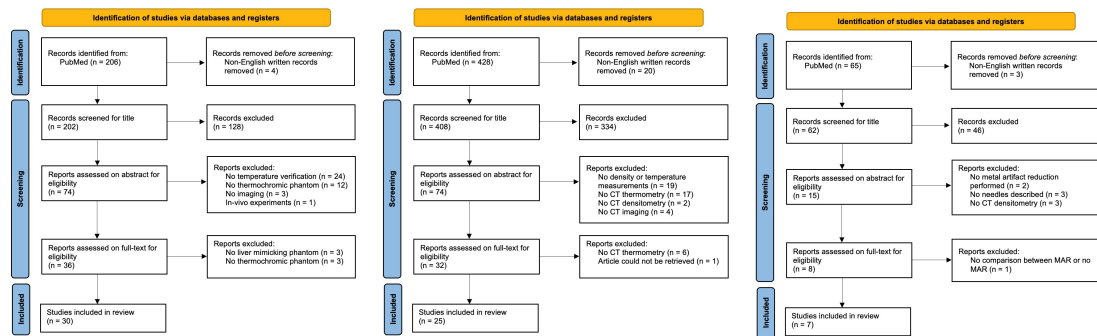 Identification of studies via databases and registers
Identification
Records identified from:
PubMed (n = 206)
Records removed before screening:
Non-English written records
removed (n = 4)
Screening
Records screened for title
(n = 202)
Records excluded
(n = 128)
Reports assessed on abstract for
eligibility
(n = 74)
Reports excluded:
No temperature verification (n = 24)
No thermochromic phantom (n = 12)
No imaging (n = 3)
In-vivo experiments (n = 1)
Reports assessed on full-text for
eligibility
(n = 36)
Reports excluded:
No liver mimicking phantom (n = 3)
No thermochromic phantom (n = 3)
Included
Studies included in review
(n = 30)
Identification of studies via databases and registers
Identification
Records identified from:
PubMed (n = 428)
Records removed before screening:
Non-English written records
removed (n = 20)
Screening
Records screened for title
(n = 408)
Records excluded
(n = 334)
Reports assessed on abstract for
eligibility
(n = 74)
Reports excluded:
No density or temperature
measurements (n = 19)
No CT thermometry (n = 17)
No CT densitometry (n = 2)
No CT imaging (n = 4)
Reports assessed on full-text for
eligibility
(n = 32)
Reports excluded:
No CT thermometry (n = 6)
Article could not be retrieved (n = 1)
Included
Studies included in review
(n = 25)
Identification of studies via databases and registers
Identification
Records identified from:
PubMed (n = 65)
Records removed before screening:
Non-English written records
removed (n = 3)
Screening
Records screened for title
(n = 62)
Records excluded
(n = 46)
Reports assessed on abstract for
eligibility
(n = 15)
Reports excluded:
No metal artifact reduction
performed (n = 2)
No needles described (n = 3)
No CT densitometry (n = 3)
Reports assessed on full-text for
eligibility
(n = 8)
Reports excluded:
No comparison between MAR or no
MAR (n = 1)
Included
Studies included in review
(n = 7)